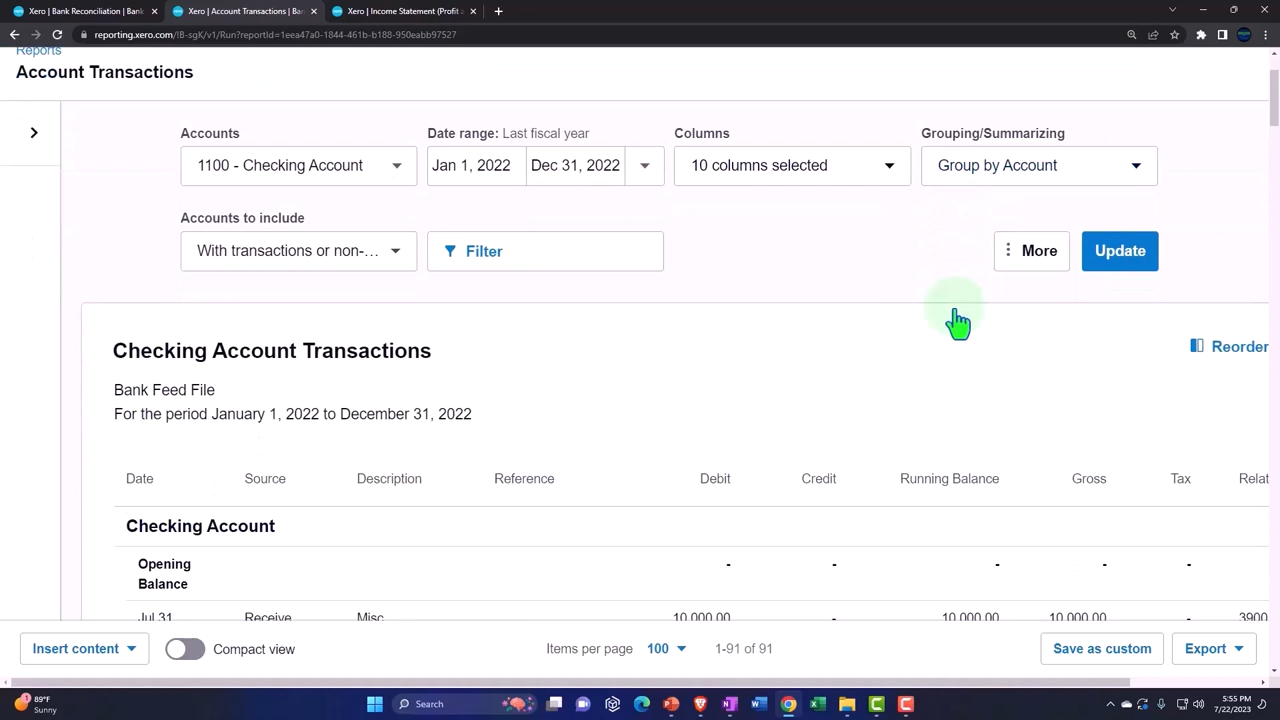 Xero | Bank Reconciliation | Bank
Xero | Account Transactions | Ban
Xero | Income Statement (Profit a
reporting.xero.com/!B-sgK/v1/Run?reportId=1eea47a0-1844-461b-b188-950eabb97527
Reports
Account Transactions
Accounts
Date range: Last fiscal year
Columns
Grouping/Summarizing
1100 - Checking Account
Jan 1, 2022
Dec 31, 2022
10 columns selected
Group by Account
Accounts to include
With transactions or non-...
Filter
More
Update
Checking Account Transactions
Reorder
Bank Feed File
For the period January 1, 2022 to December 31, 2022
Date Source Description Reference Debit Credit Running Balance Gross Tax Relat
Checking Account
Opening - - - - -
Balance
Jul 31 Receive Misc 10,000.00 - 10,000.00 10,000.00 - 3900
Insert content
Compact view
Items per page 100 1-91 of 91
Save as custom
Export
89°F
Sunny
Search
5:55 PM
7/22/2023